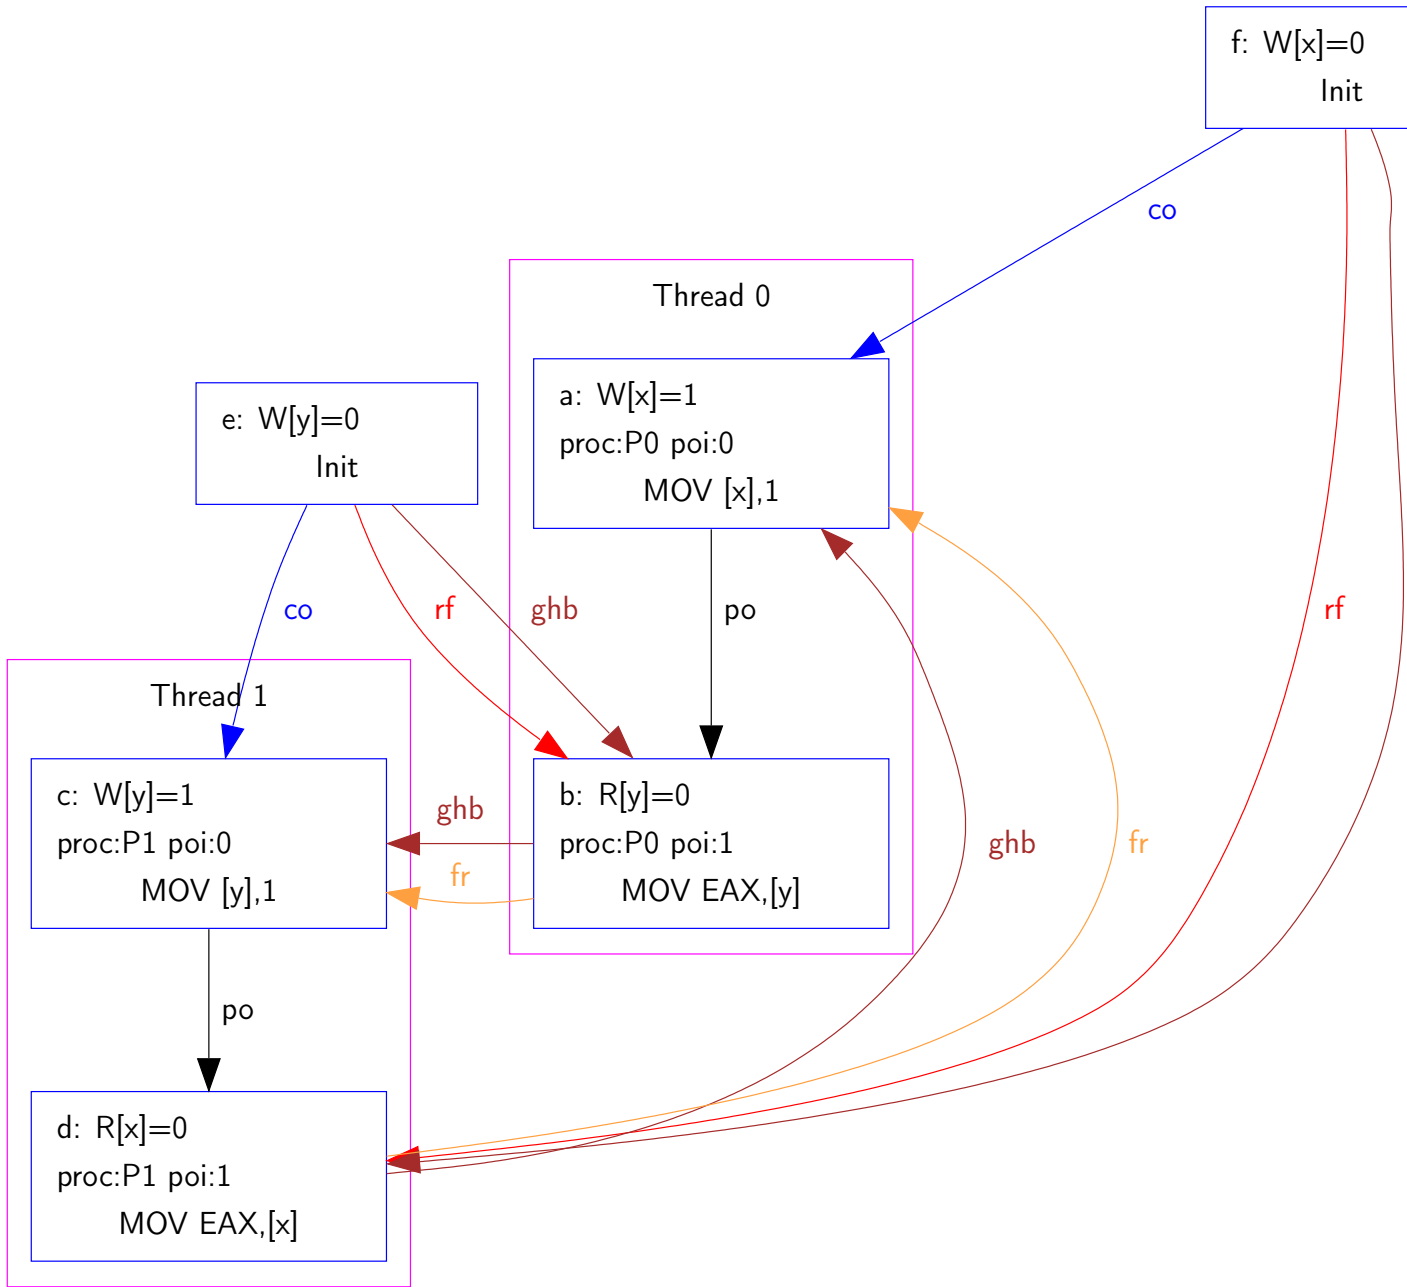 f: W[x]=0
Init
co
Thread 0
a: W[x]=1
proc:P0 poi:0
MOV [x],1
e: W[y]=0
Init
co
rf
ghb
po
rf
Thread 1
c: W[y]=1
proc:P1 poi:0
MOV [y],1
ghb
fr
b: R[y]=0
proc:P0 poi:1
MOV EAX,[y]
ghb
fr
po
d: R[x]=0
proc:P1 poi:1
MOV EAX,[x]